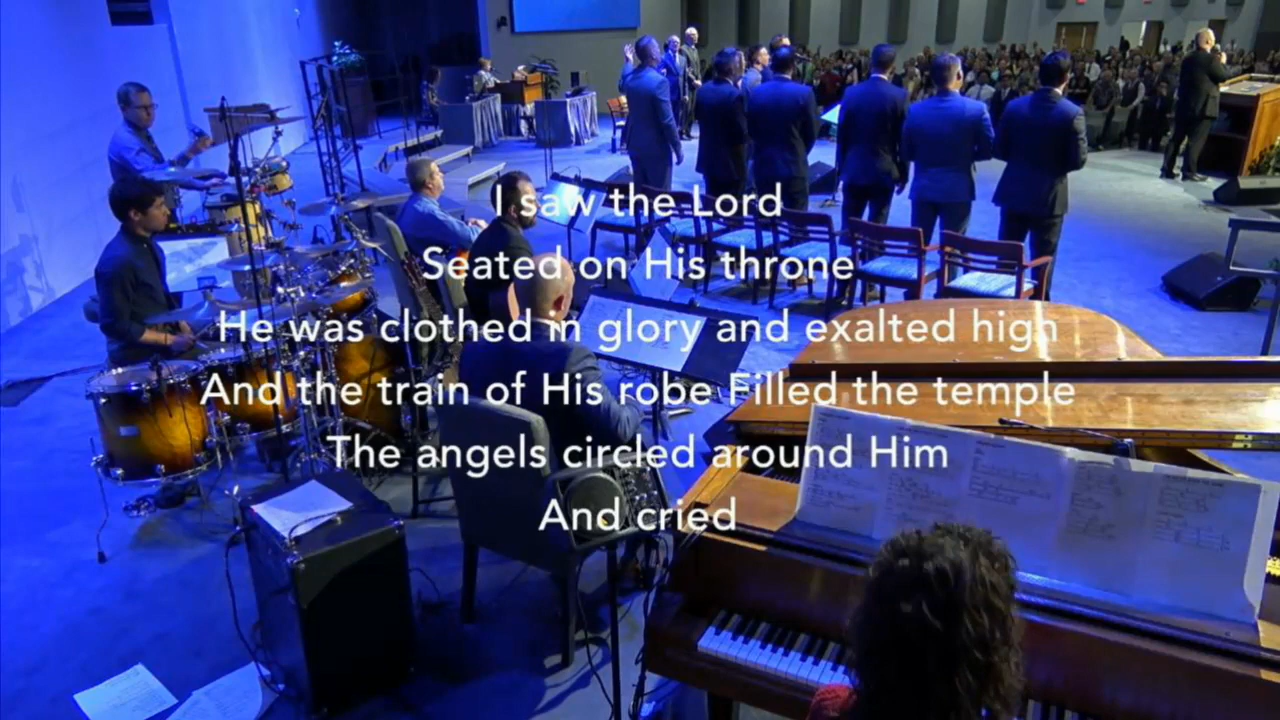 I saw the Lord
Seated on His throne
He was clothed in glory and exalted high
And the train of His robe Filled the temple
The angels circled around Him
And cried